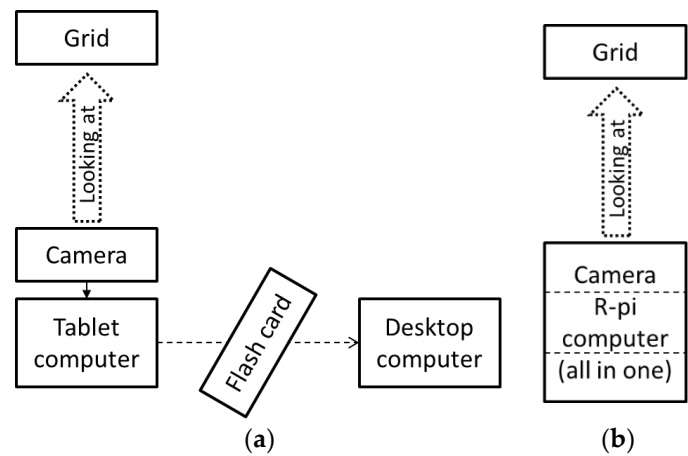 Grid
Looking at
Camera
Tablet
computer
Flash card
Desktop
computer
(a)
Grid
Looking at
Camera
R-pi
computer
(all in one)
(b)